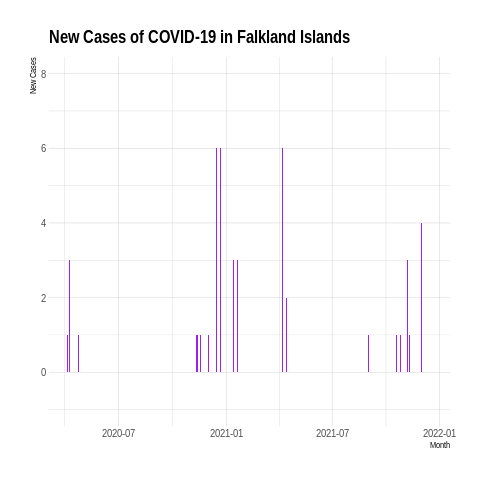 New Cases of COVID-19 in Falkland Islands
New Cases
8
6
4
2
0
2020-07 2021-01 2021-07 2022-01
Month